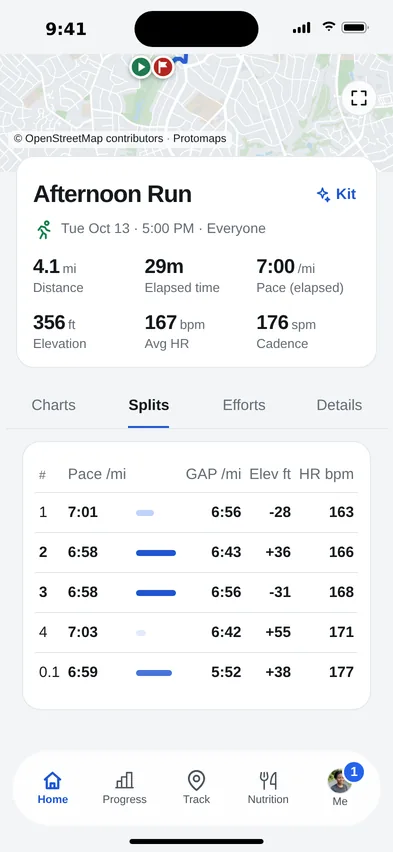 9:41
© OpenStreetMap contributors · Protomaps
Afternoon Run
Kit
Tue Oct 13 · 5:00 PM · Everyone
4.1 mi 29m 7:00 /mi
Distance Elapsed time Pace (elapsed)
356 ft 167 bpm 176 spm
Elevation Avg HR Cadence
Charts Splits Efforts Details
# Pace /mi GAP /mi Elev ft HR bpm
1 7:01 6:56 -28 163
2 6:58 6:43 +36 166
3 6:58 6:56 -31 168
4 7:03 6:42 +55 171
0.1 6:59 5:52 +38 177
1
Home Progress Track Nutrition Me